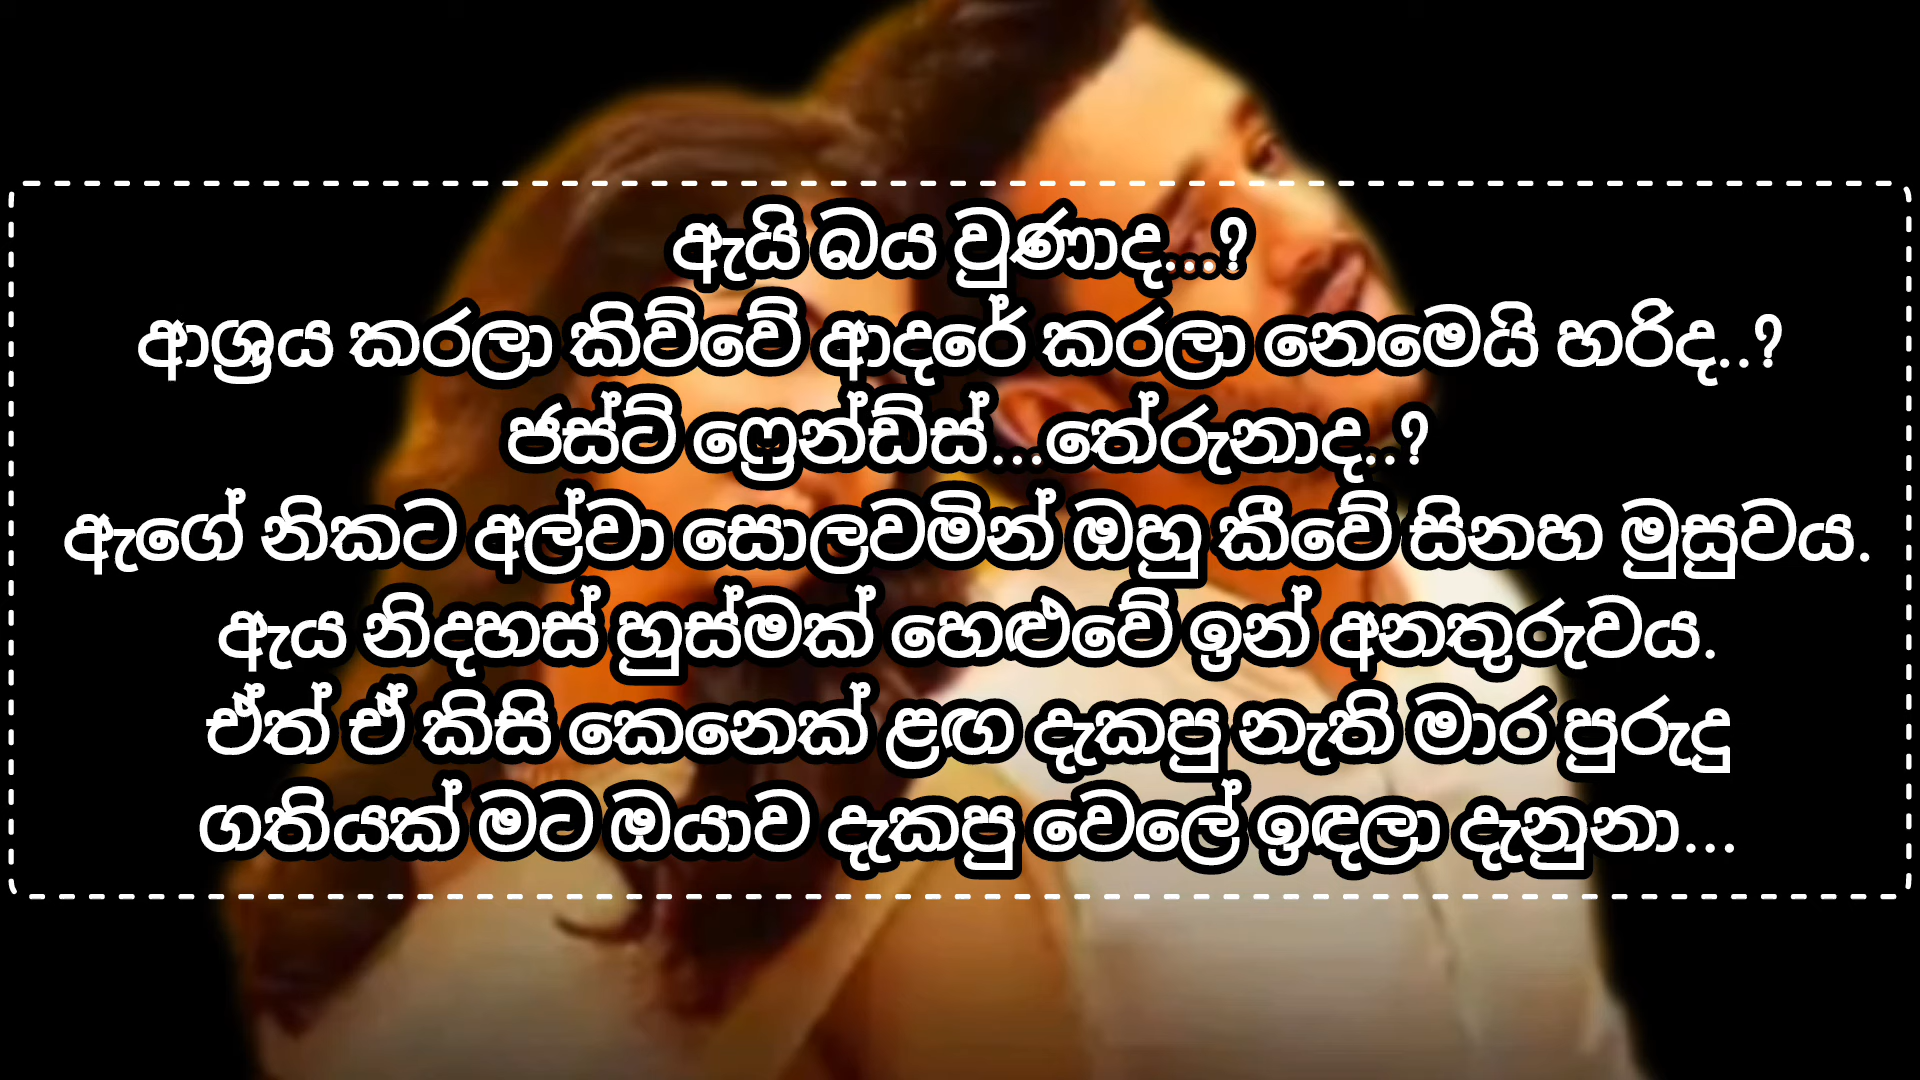 ඇයි බය වුණාද...?
ආශ්‍රය කරලා කිව්වේ ආදරේ කරලා නෙමෙයි හරිද..?
ජස්ට් ෆ්‍රෙන්ඩ්ස්...තේරුනාද..?
ඇගේ නිකට අල්වා සොලවමින් ඔහු කීවේ සිනහ මුසුවය.
ඇය නිදහස් හුස්මක් හෙළුවේ ඉන් අනතුරුවය.
ඒත් ඒ කිසි කෙනෙක් ළඟ දැකපු නැති මාර පුරුදු
ගතියක් මට ඔයාව දැකපු වෙලේ ඉඳලා දැනුනා...